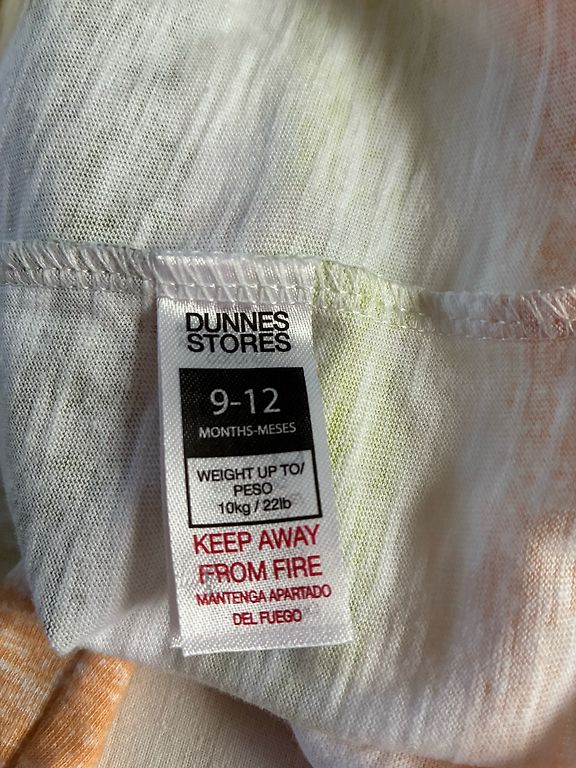 DUNNES
STORES
9-12
MONTHS-MESES
WEIGHT UP TO/
PESO
10kg / 22lb
KEEP AWAY
FROM FIRE
MANTENGA APARTADO
DEL FUEGO